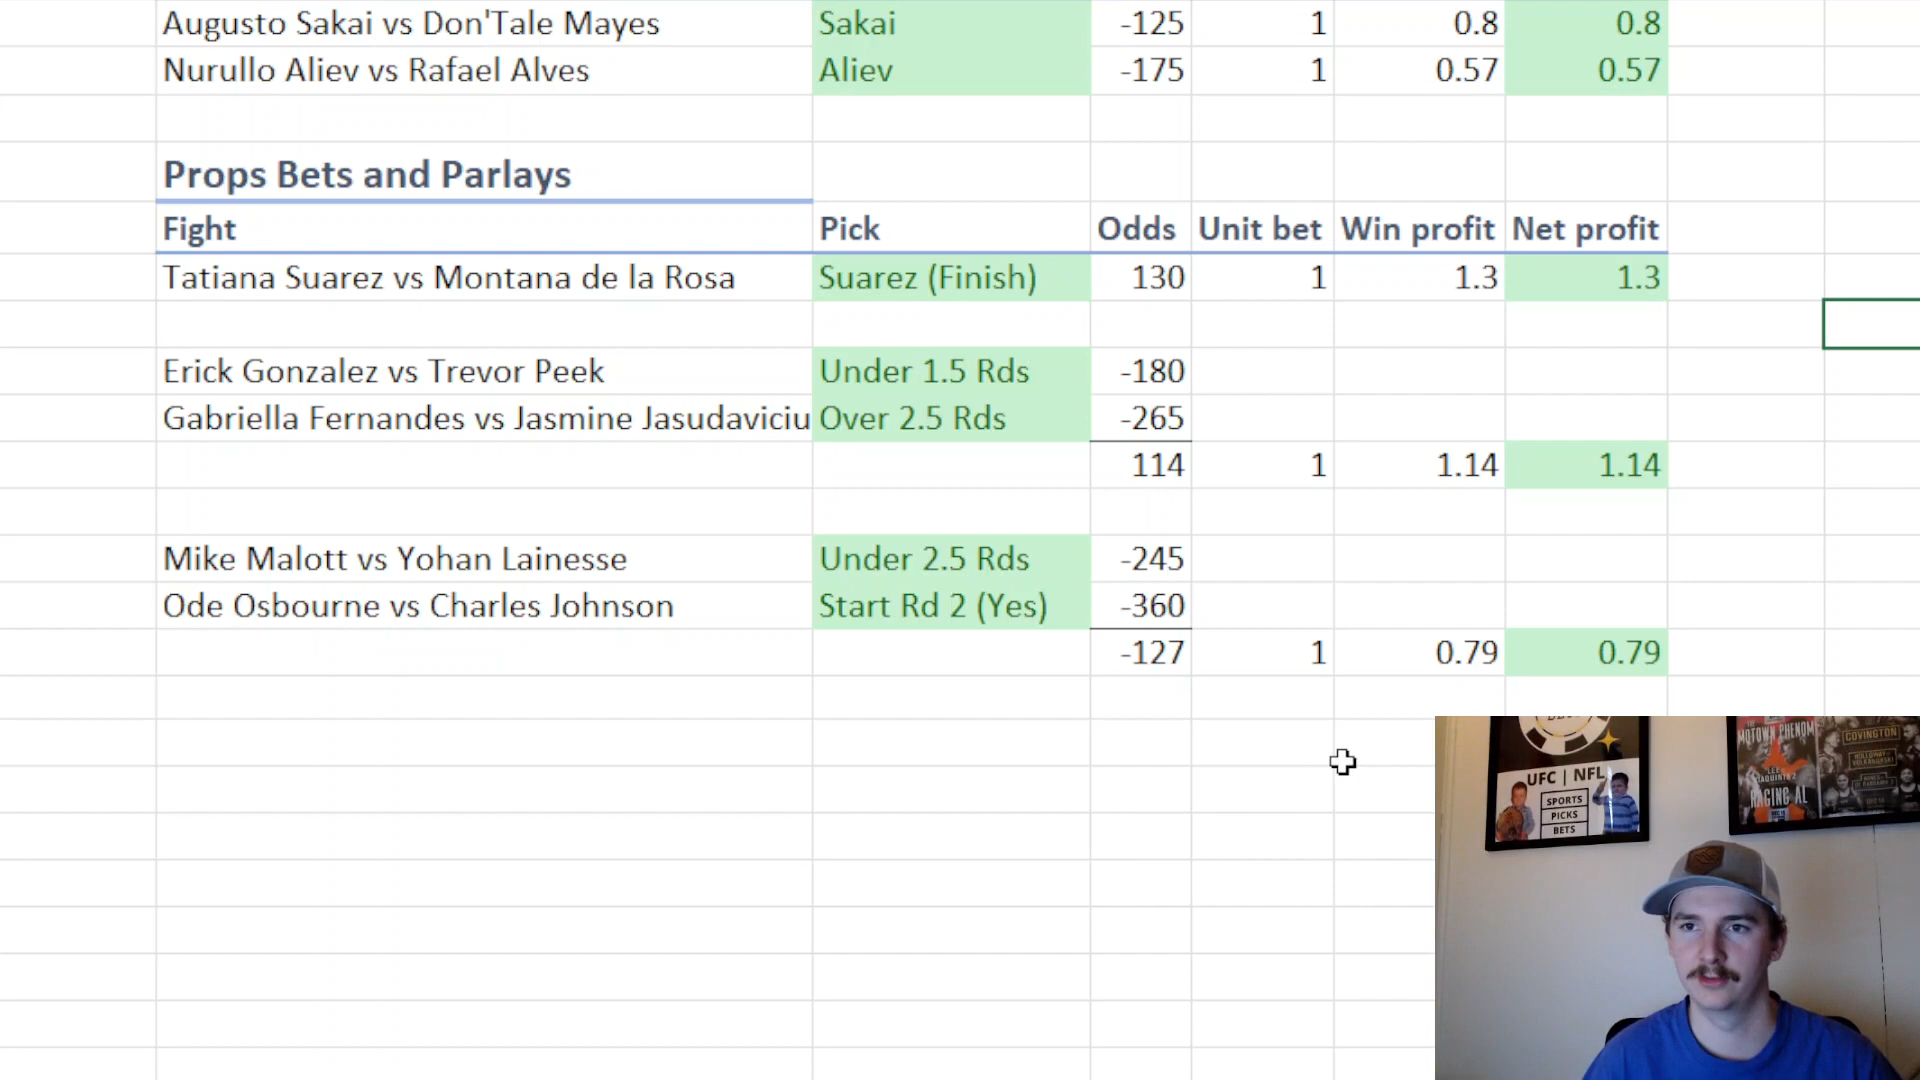 Augusto Sakai vs Don'Tale Mayes Sakai -125 1 0.8 0.8
Nurullo Aliev vs Rafael Alves Aliev -175 1 0.57 0.57
Props Bets and Parlays
Fight Pick Odds Unit bet Win profit Net profit
Tatiana Suarez vs Montana de la Rosa Suarez (Finish) 130 1 1.3 1.3
Erick Gonzalez vs Trevor Peek Under 1.5 Rds -180
Gabriella Fernandes vs Jasmine Jasudaviciu Over 2.5 Rds -265
114 1 1.14 1.14
Mike Malott vs Yohan Lainesse Under 2.5 Rds -245
Ode Osbourne vs Charles Johnson Start Rd 2 (Yes) -360
-127 1 0.79 0.79
UFC | NFL
SPORTS
PICKS
BETS
MOTOWN PHENOM
RAGING AL
COVINGTON